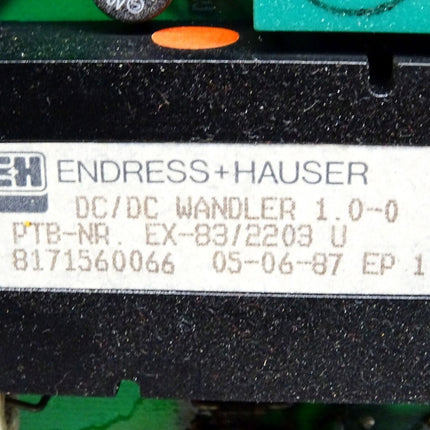 EH ENDRESS+HAUSER
DC/DC WANDLER 1.0-0
PTB-NR. EX-83/2203 U
8171560066 05-06-87 EP 1